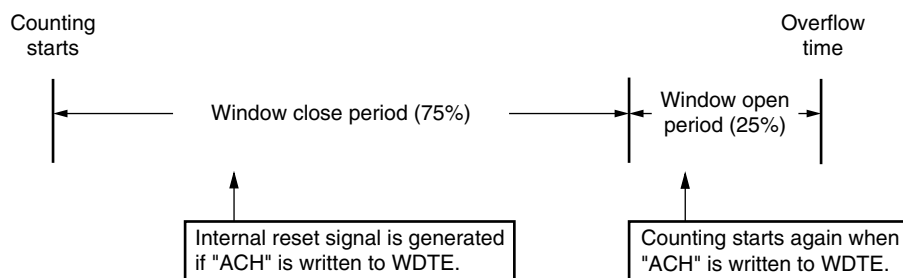 Counting
starts
Overflow
time
Window close period (75%)
Window open
period (25%)
Internal reset signal is generated
if "ACH" is written to WDTE.
Counting starts again when
"ACH" is written to WDTE.